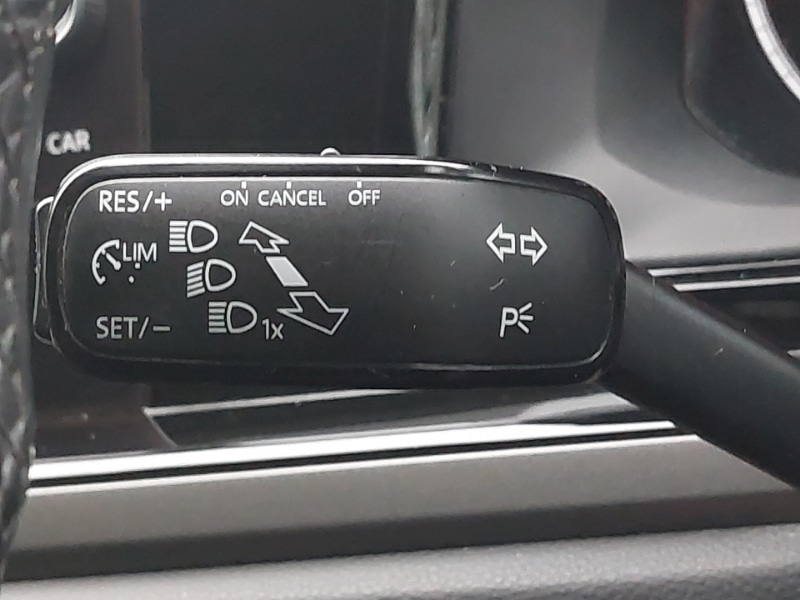 CAR
RES/+ ON CANCEL OFF
LIM
SET/− 1x
P